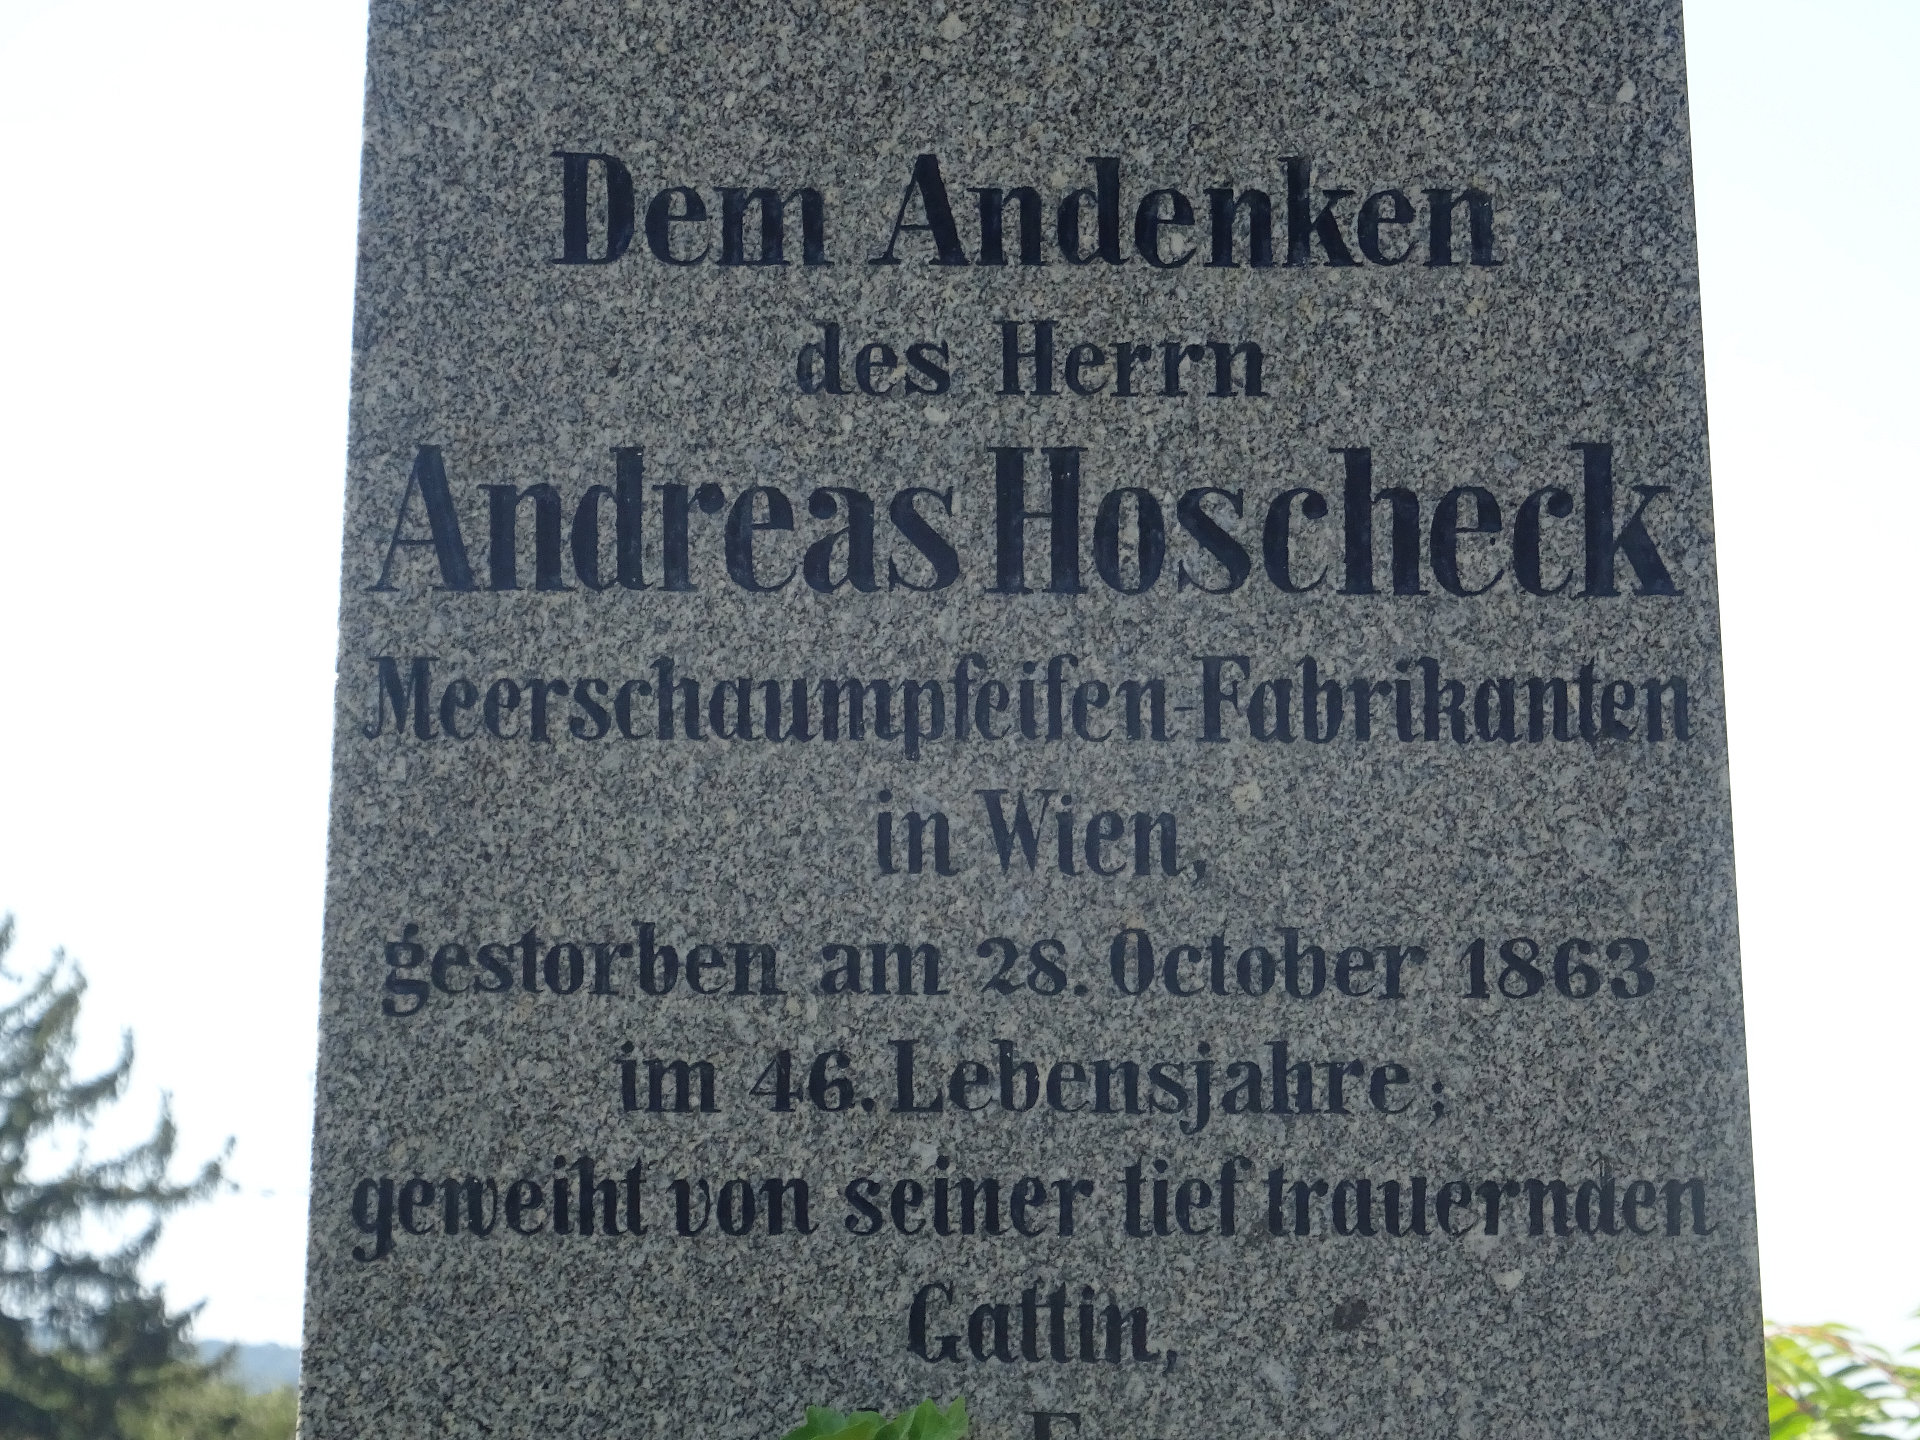 Dem Andenken
des Herrn
Andreas Hoscheck
Meerschaumpfeifen-Fabrikanten
in Wien,
gestorben am 28. October 1863
im 46. Lebensjahre;
geweiht von seiner tief trauernden
Gattin,